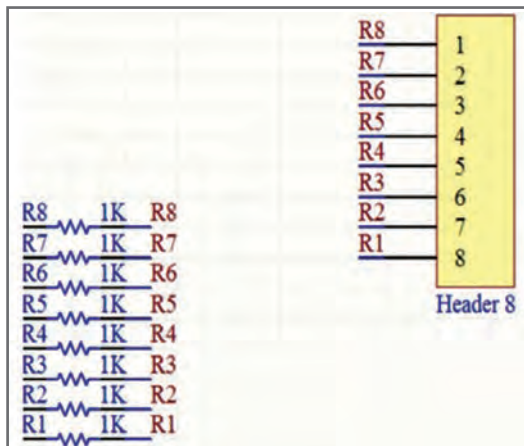 R8 1
R7 2
R6 3
R5 4
R4 5
R3 6
R2 7
R1 8
Header 8
R8 1K R8
R7 1K R7
R6 1K R6
R5 1K R5
R4 1K R4
R3 1K R3
R2 1K R2
R1 1K R1